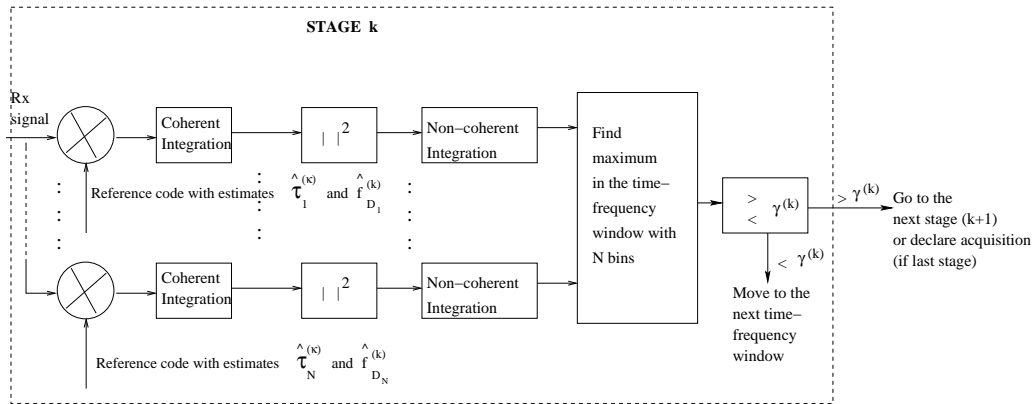 STAGE k
Rx
signal
Coherent
Integration
| |²
Non−coherent
Integration
Reference code with estimates τ̂₁^(κ) and f̂_D₁^(k)
Find
maximum
in the time−
frequency
window with
N bins
>
< γ^(k)
> γ^(k)
Go to the
next stage (k+1)
or declare acquisition
(if last stage)
< γ^(k)
Move to the
next time−
frequency
window
Coherent
Integration
| |²
Non−coherent
Integration
Reference code with estimates τ̂_N^(κ) and f̂_D_N^(k)